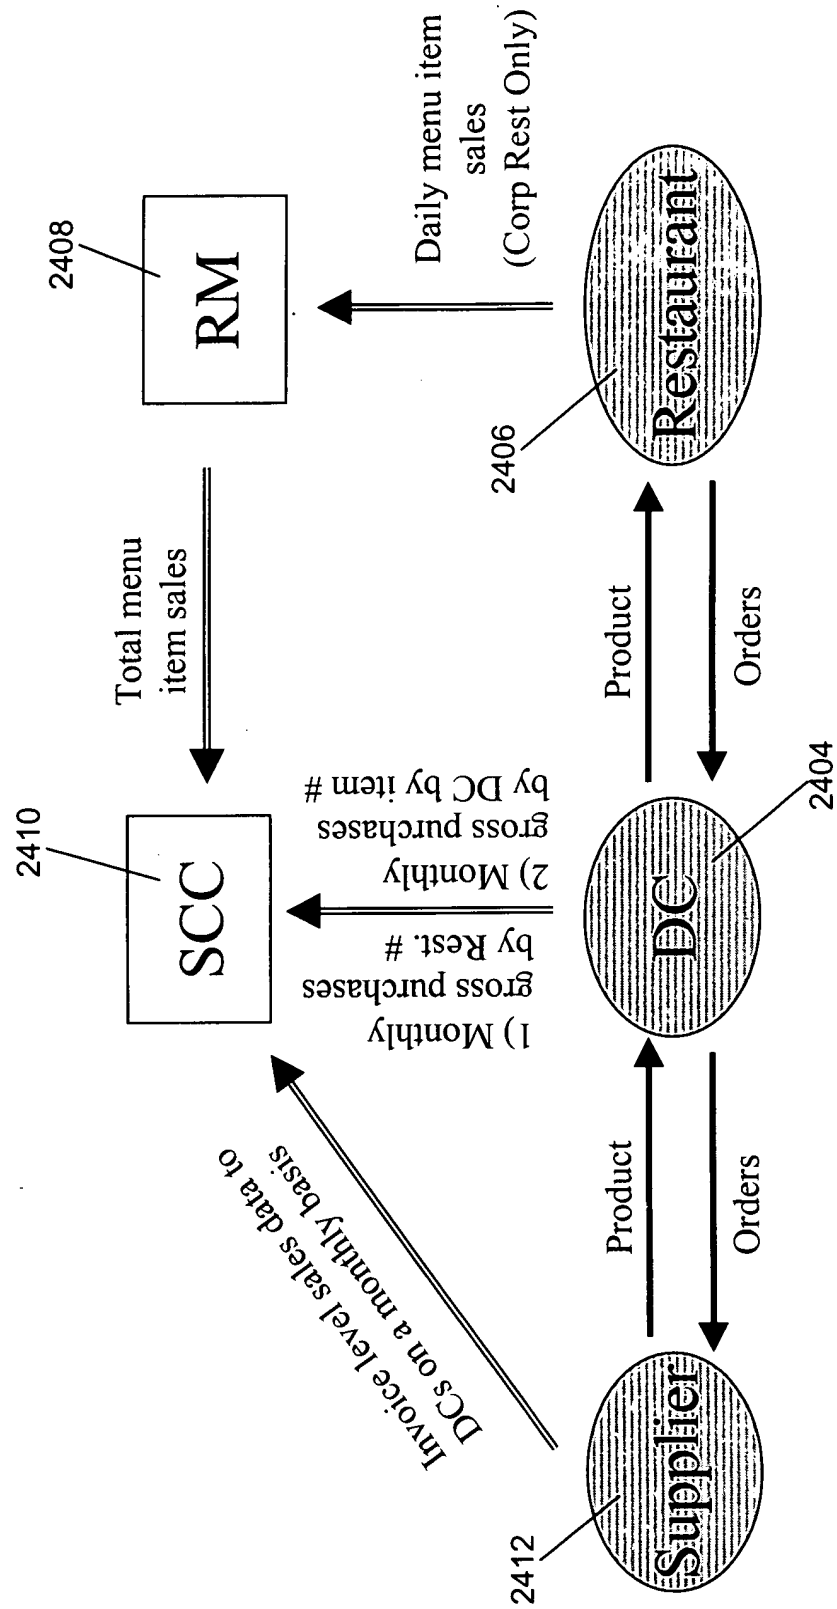 2410
SCC
Total menu
item sales
2408
RM
Invoice level sales data to
DCs on a monthly basis
1) Monthly
gross purchases
by Rest. #
2) Monthly
gross purchases
by DC by item #
Daily menu item
sales
(Corp Rest Only)
2412
Supplier
Product
Orders
DC
2404
Product
Orders
2406
Restaurant